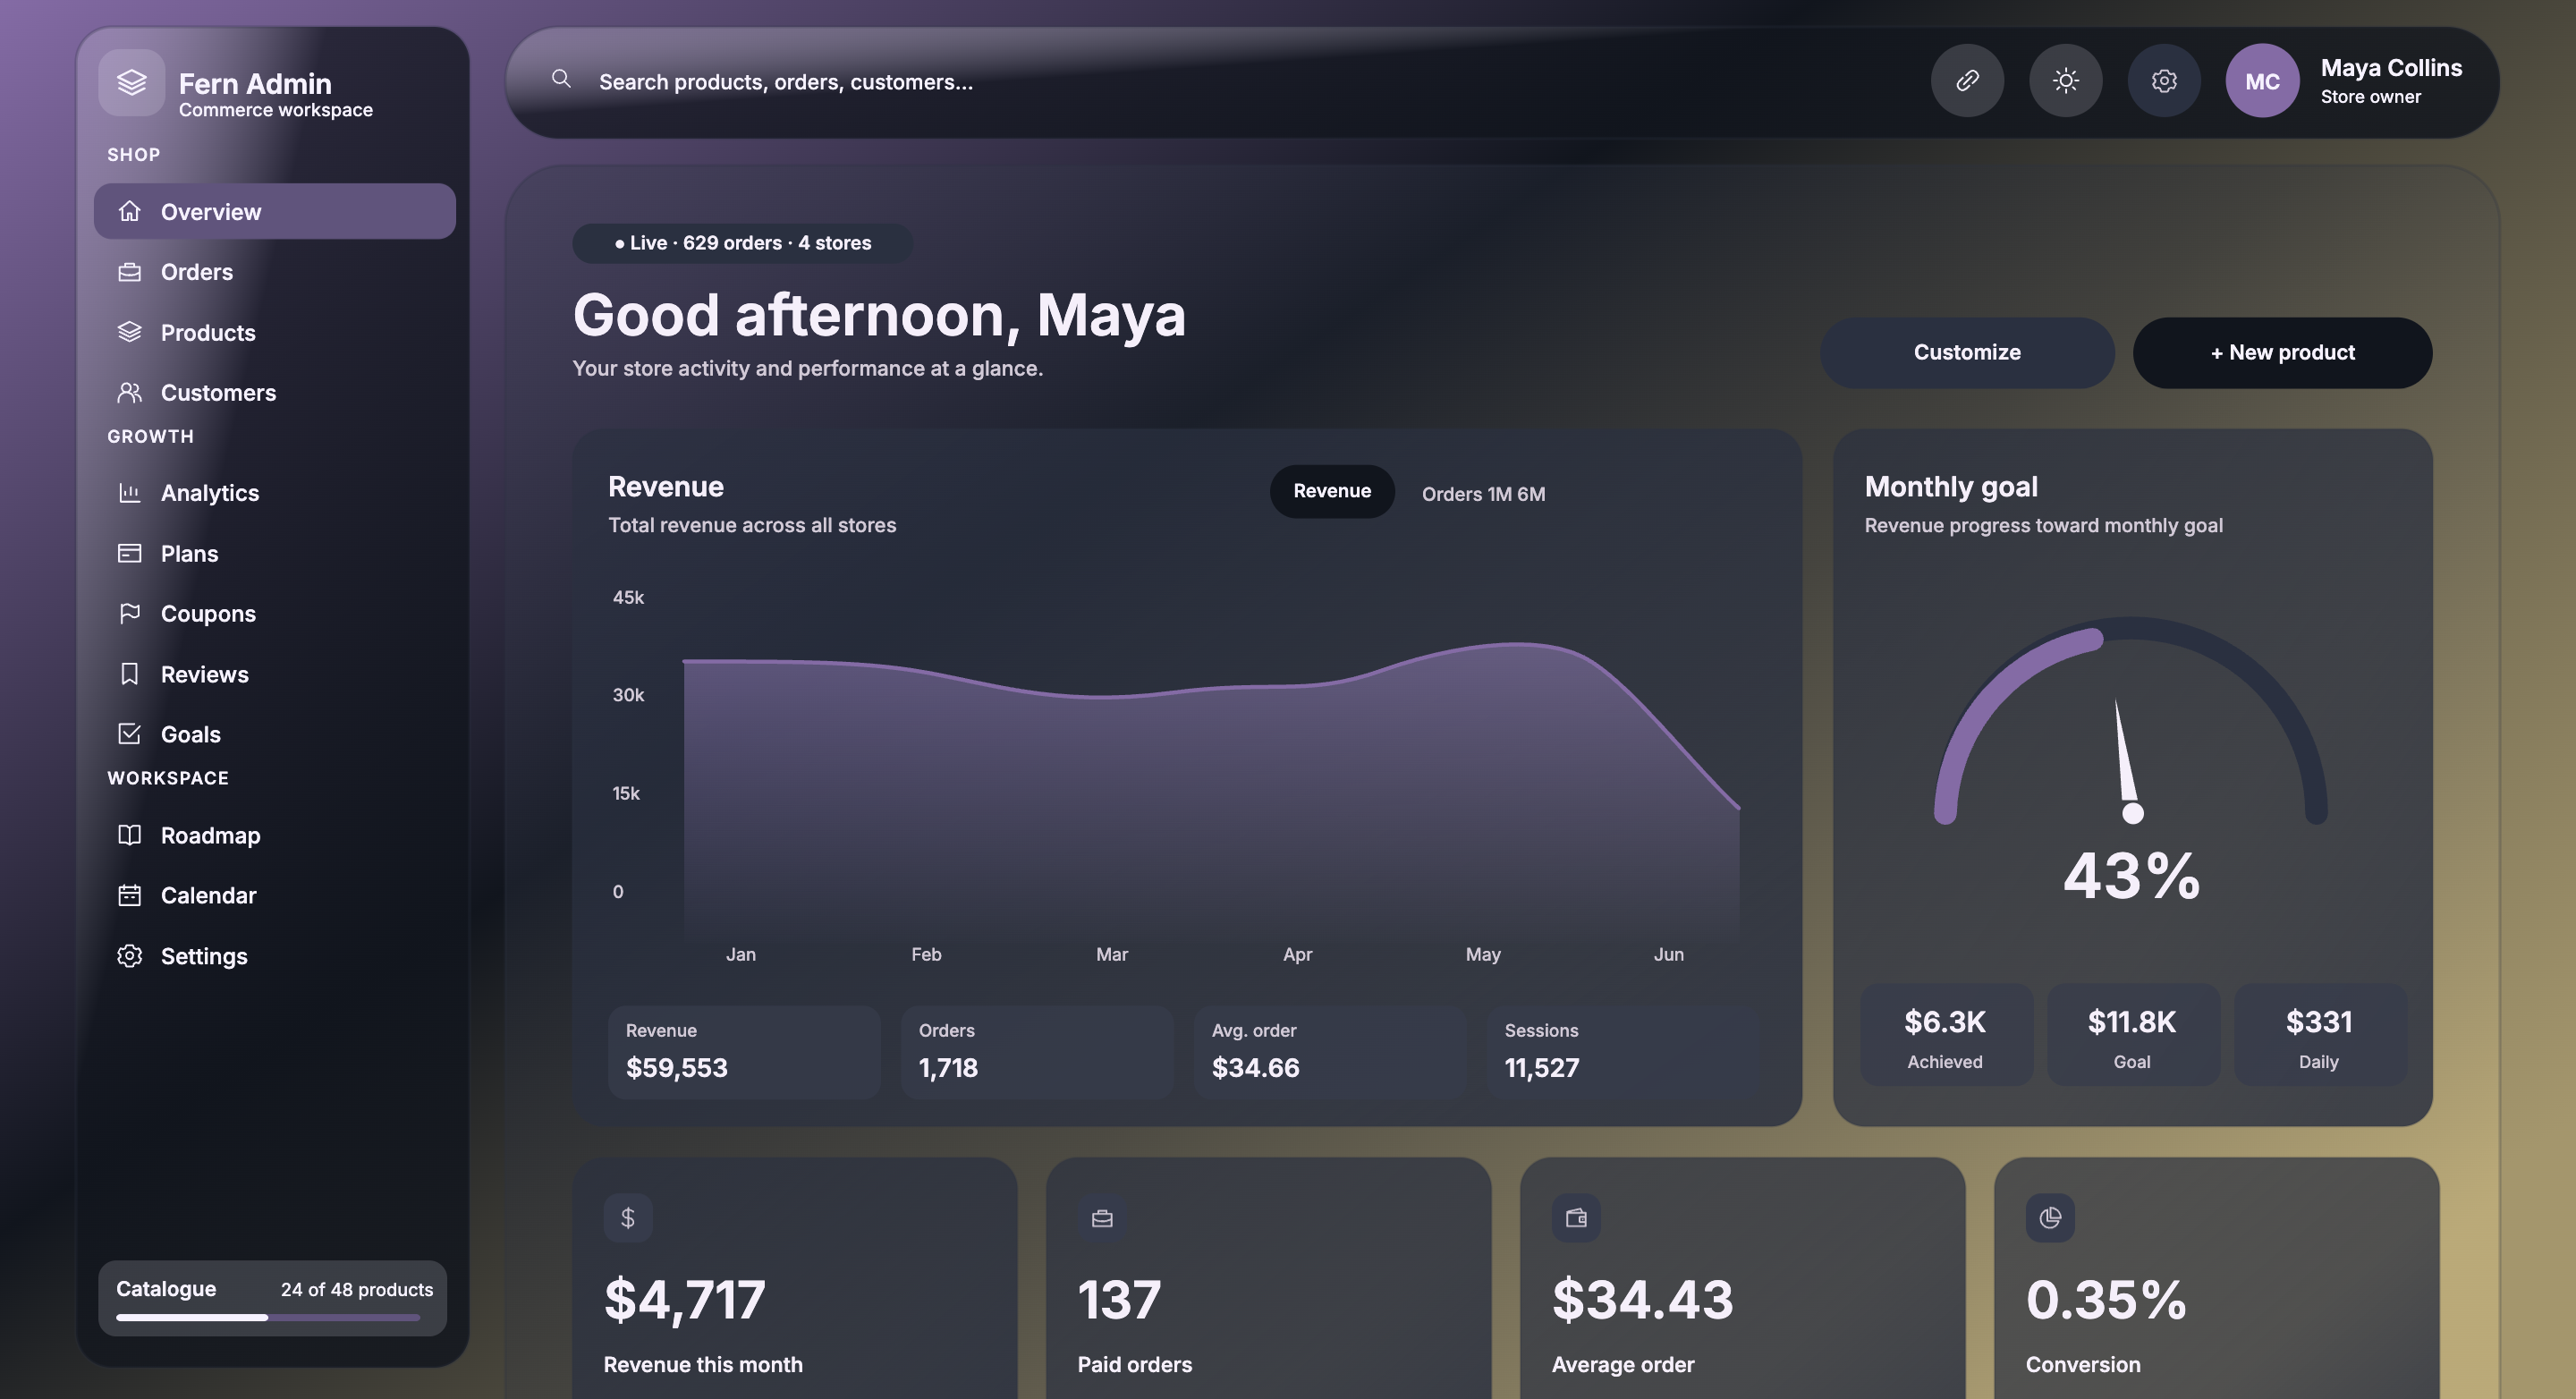 Fern Admin
Commerce workspace
SHOP
Overview
Orders
Products
Customers
GROWTH
Analytics
Plans
Coupons
Reviews
Goals
WORKSPACE
Roadmap
Calendar
Settings
Catalogue 24 of 48 products
Search products, orders, customers...
MC
Maya Collins
Store owner
• Live · 629 orders · 4 stores
Good afternoon, Maya
Your store activity and performance at a glance.
Customize
+ New product
Revenue
Total revenue across all stores
Revenue Orders 1M 6M
45k
30k
15k
0
Jan Feb Mar Apr May Jun
Revenue
$59,553
Orders
1,718
Avg. order
$34.66
Sessions
11,527
Monthly goal
Revenue progress toward monthly goal
43%
$6.3K
Achieved
$11.8K
Goal
$331
Daily
$4,717
Revenue this month
137
Paid orders
$34.43
Average order
0.35%
Conversion